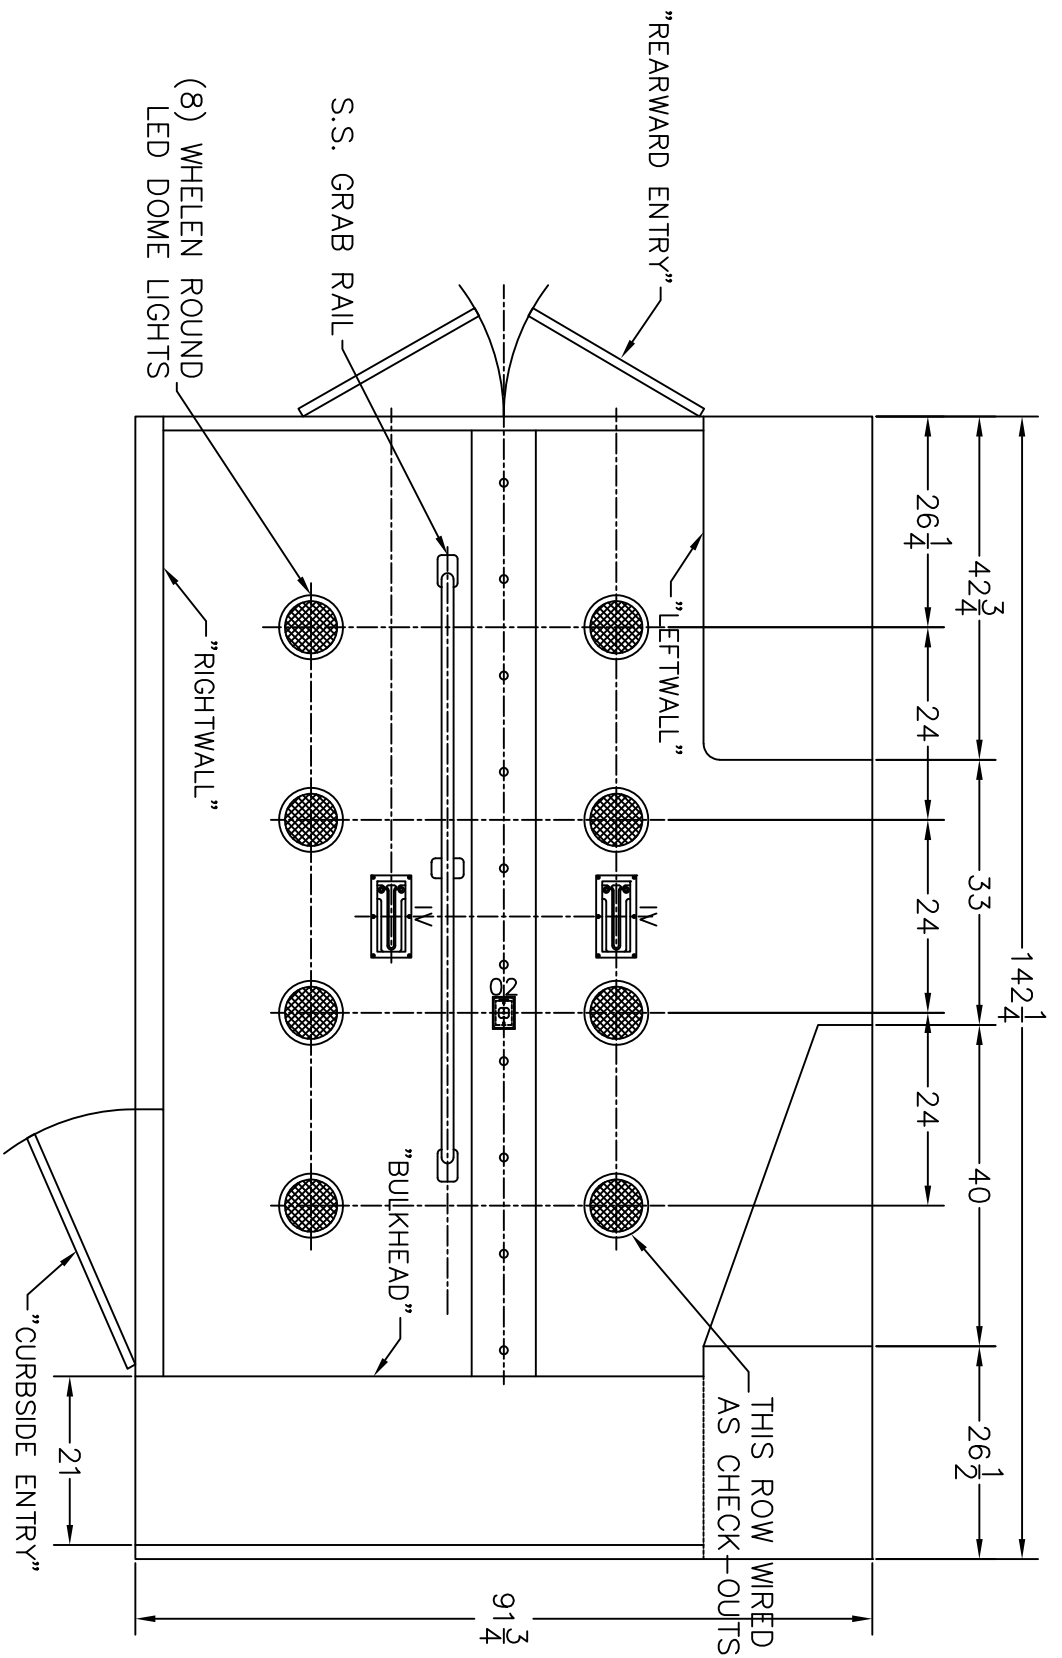 142 1/4
42 3/4
33
40
26 1/2
26 1/4
24
24
24
91 3/4
21
"REARWARD ENTRY"
"LEFTWALL"
S.S. GRAB RAIL
(8) WHELEN ROUND
LED DOME LIGHTS
"RIGHTWALL"
IV
IV
O2
"BULKHEAD"
THIS ROW WIRED
AS CHECK-OUTS
"CURBSIDE ENTRY"